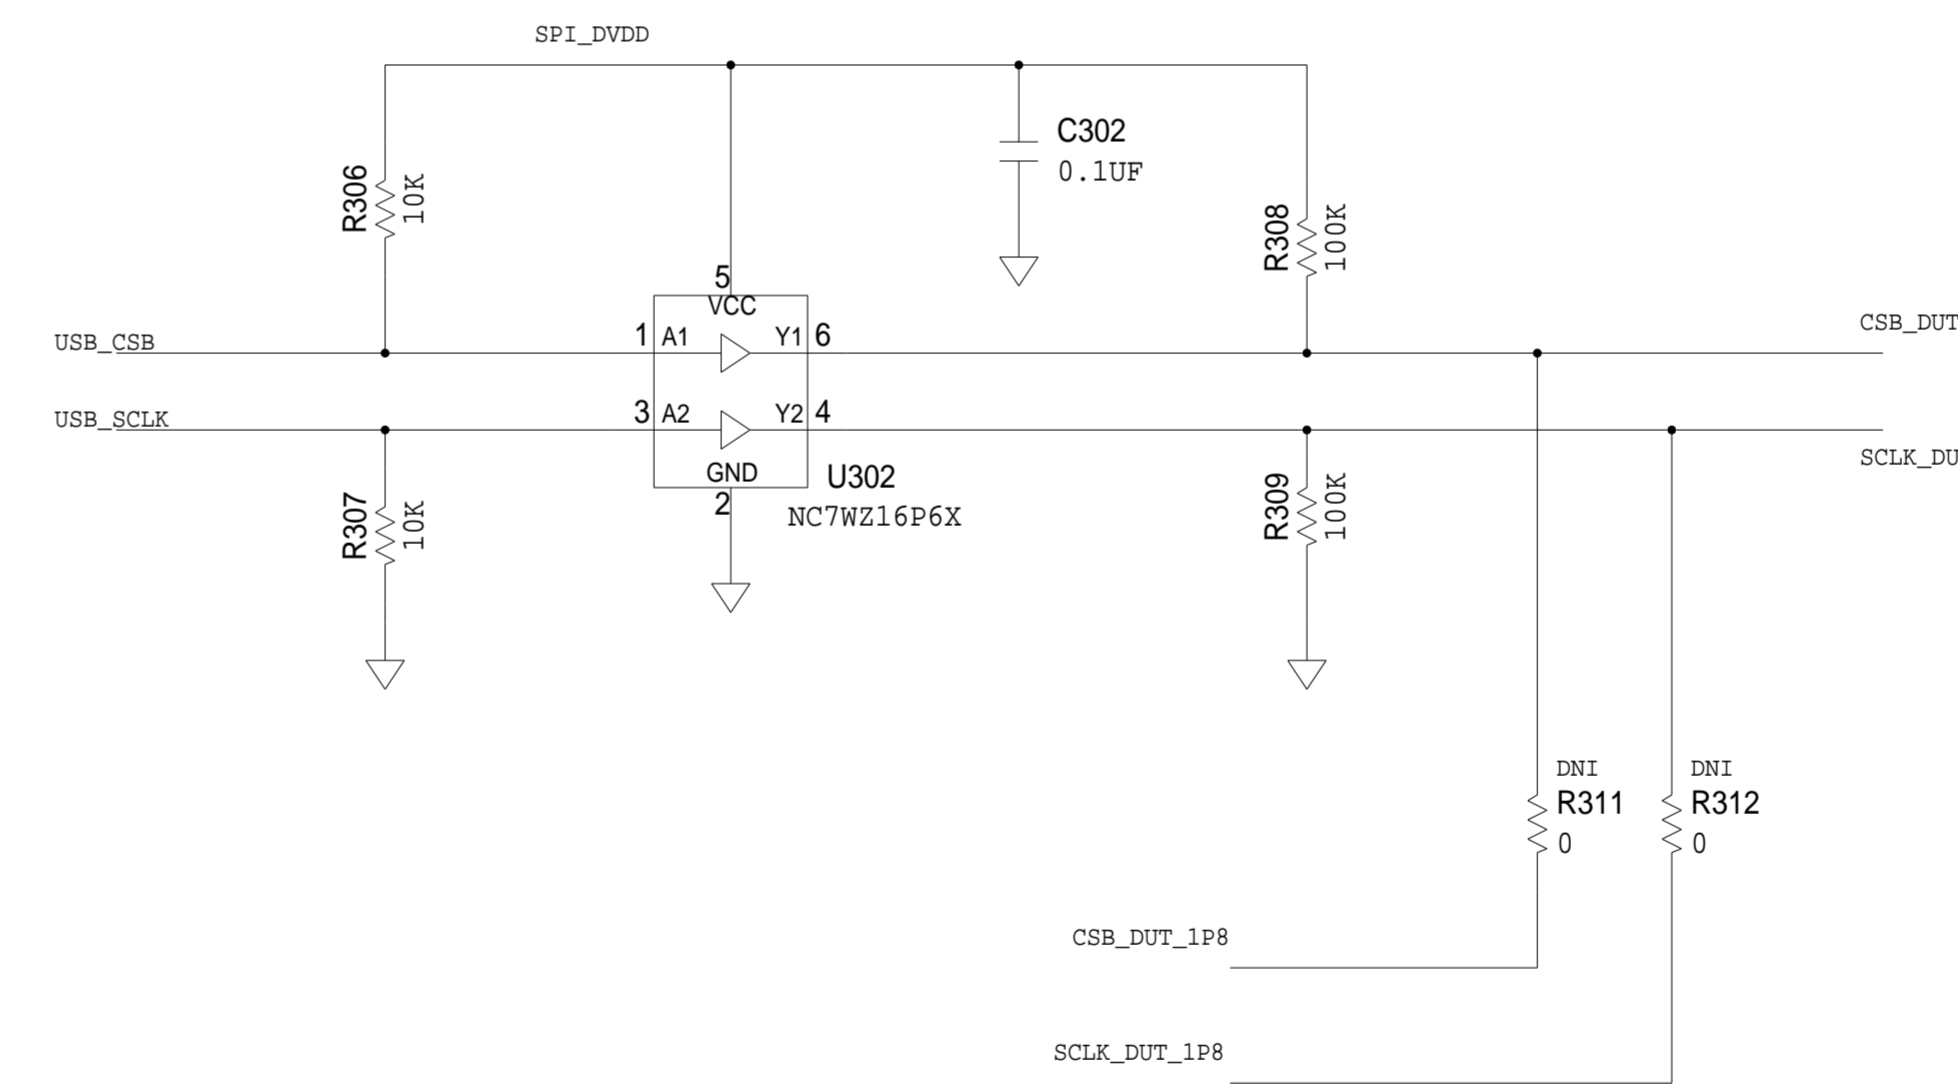 SPI_DVDD
C302
0.1UF
R306
10K
R308
100K
5
VCC
USB_CSB
1
A1
Y1
6
CSB_DUT
USB_SCLK
3
A2
Y2
4
SCLK_DU
GND
2
U302
NC7WZ16P6X
R307
10K
R309
100K
DNI
R311
0
DNI
R312
0
CSB_DUT_1P8
SCLK_DUT_1P8